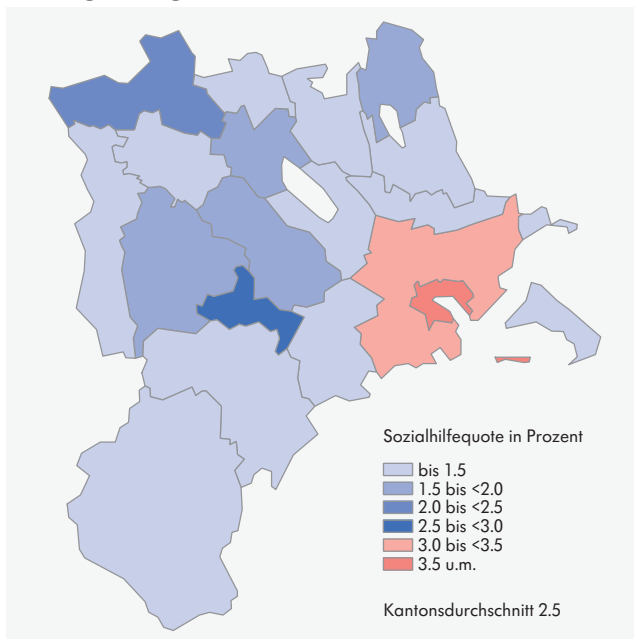 Sozialhilfequote in Prozent
bis 1.5
1.5 bis <2.0
2.0 bis <2.5
2.5 bis <3.0
3.0 bis <3.5
3.5 u.m.
Kantonsdurchschnitt 2.5